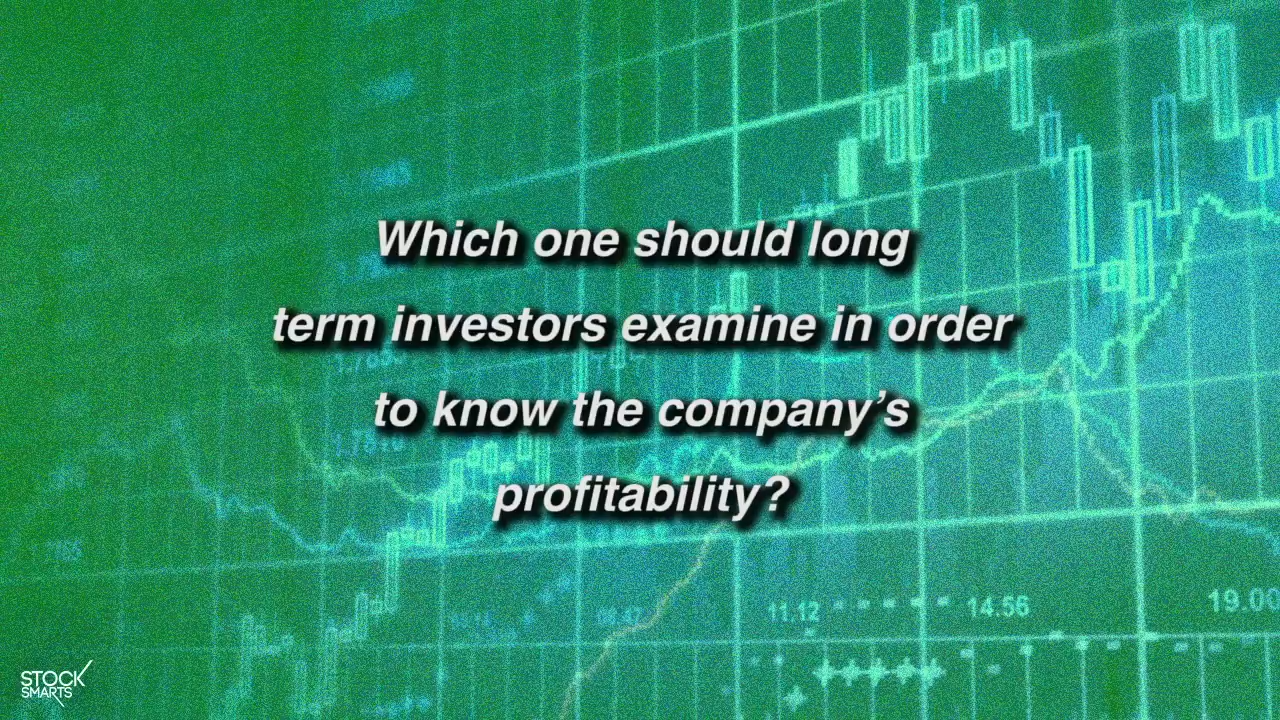 Which one should long
term investors examine in order
to know the company’s
profitability?
11.12
14.56
19.00
STOCK
SMARTS